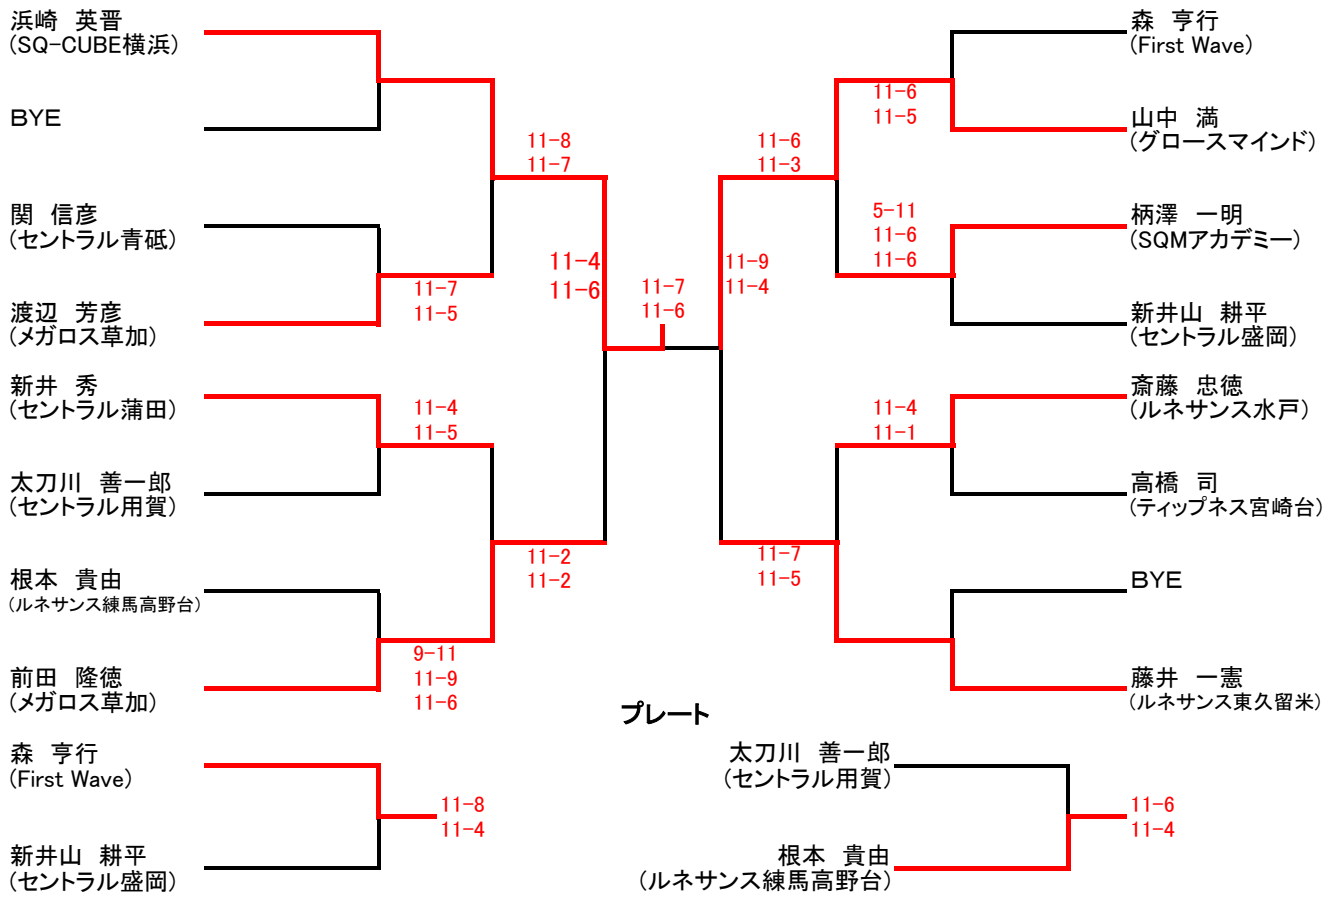 浜崎　英晋
(SQ-CUBE横浜)
BYE
関　信彦
(セントラル青砥)
渡辺　芳彦
(メガロス草加)
新井　秀
(セントラル蒲田)
太刀川　善一郎
(セントラル用賀)
根本　貴由
(ルネサンス練馬高野台)
前田　隆徳
(メガロス草加)
11-7
11-5
11-4
11-5
9-11
11-9
11-6
11-8
11-7
11-2
11-2
11-4
11-6
11-7
11-6
11-9
11-4
11-6
11-3
11-7
11-5
11-6
11-5
5-11
11-6
11-6
11-4
11-1
森　亨行
(First Wave)
山中　満
(グロースマインド)
柄澤　一明
(SQMアカデミー)
新井山　耕平
(セントラル盛岡)
斎藤　忠徳
(ルネサンス水戸)
高橋　司
(ティップネス宮崎台)
BYE
藤井　一憲
(ルネサンス東久留米)
プレート
森　亨行
(First Wave)
新井山　耕平
(セントラル盛岡)
11-8
11-4
太刀川　善一郎
(セントラル用賀)
根本　貴由
(ルネサンス練馬高野台)
11-6
11-4